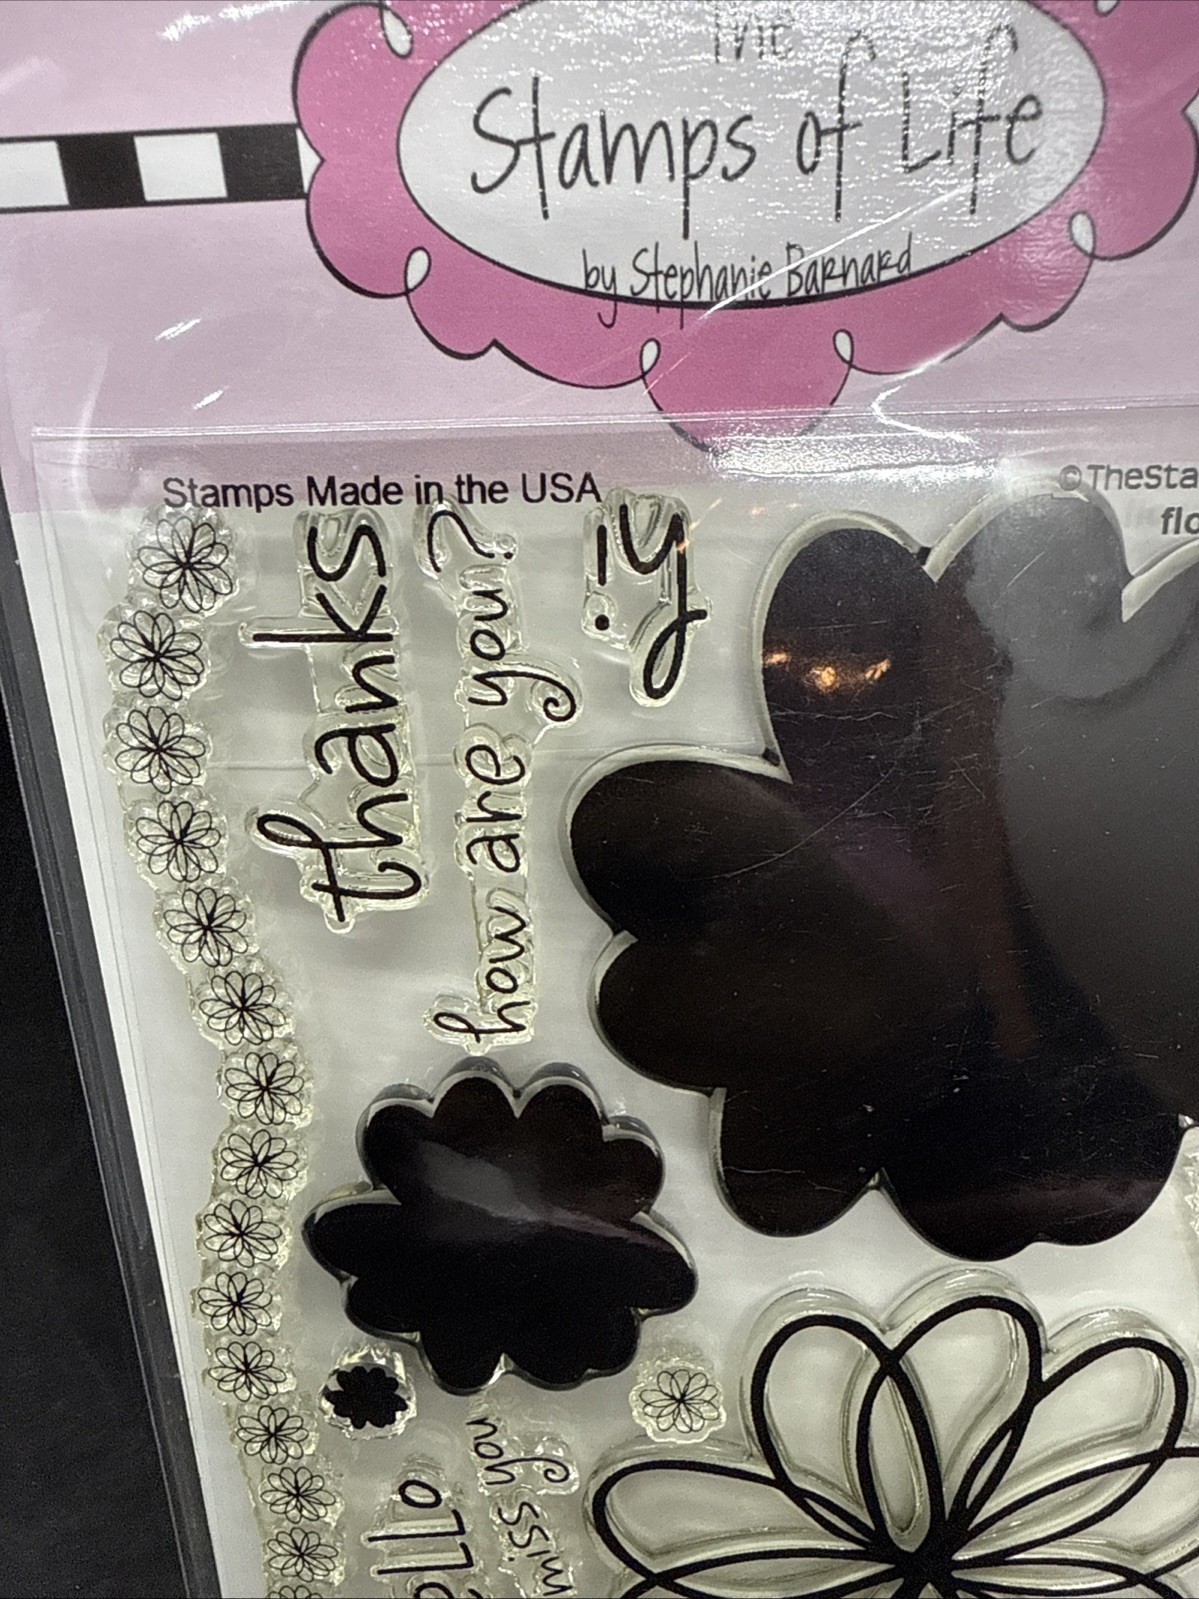 The
Stamps of Life
by Stephanie Barnard
Stamps Made in the USA
©TheSta
flo
thanks
how are you?
hi
miss you